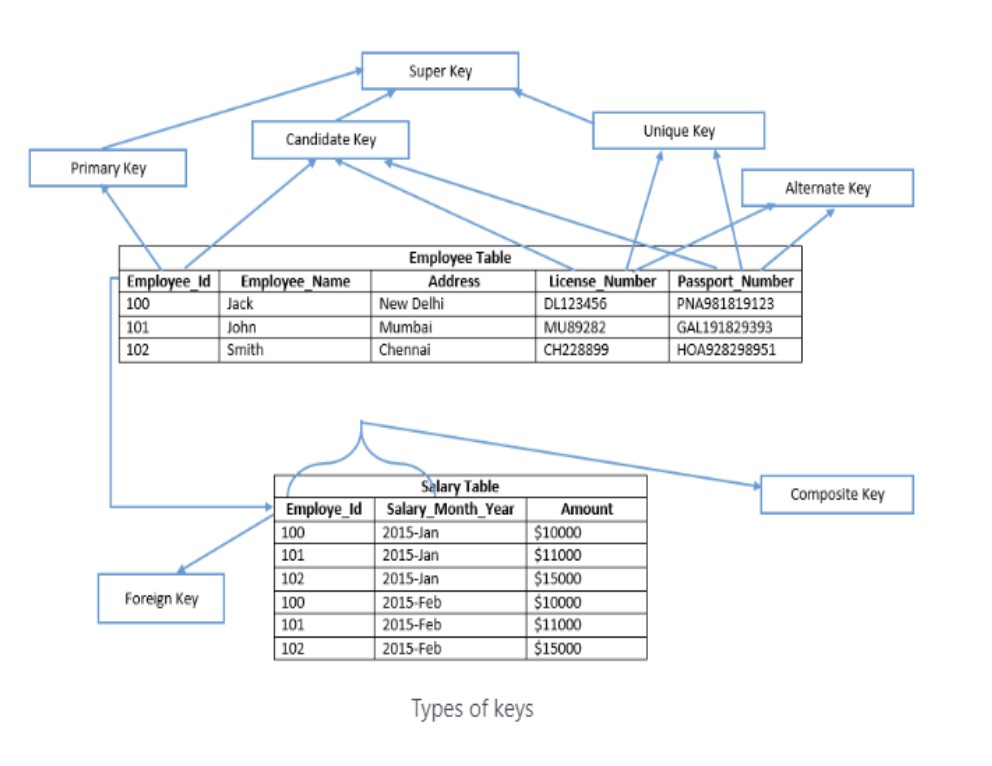 Super Key
Candidate Key
Unique Key
Primary Key
Alternate Key
Employee Table
Employee_Id Employee_Name Address License_Number Passport_Number
100 Jack New Delhi DL123456 PNA981819123
101 John Mumbai MU89282 GAL191829393
102 Smith Chennai CH228899 HOA928298951
Salary Table
Composite Key
Employe_Id Salary_Month_Year Amount
100 2015-Jan $10000
101 2015-Jan $11000
102 2015-Jan $15000
Foreign Key
100 2015-Feb $10000
101 2015-Feb $11000
102 2015-Feb $15000
Types of keys